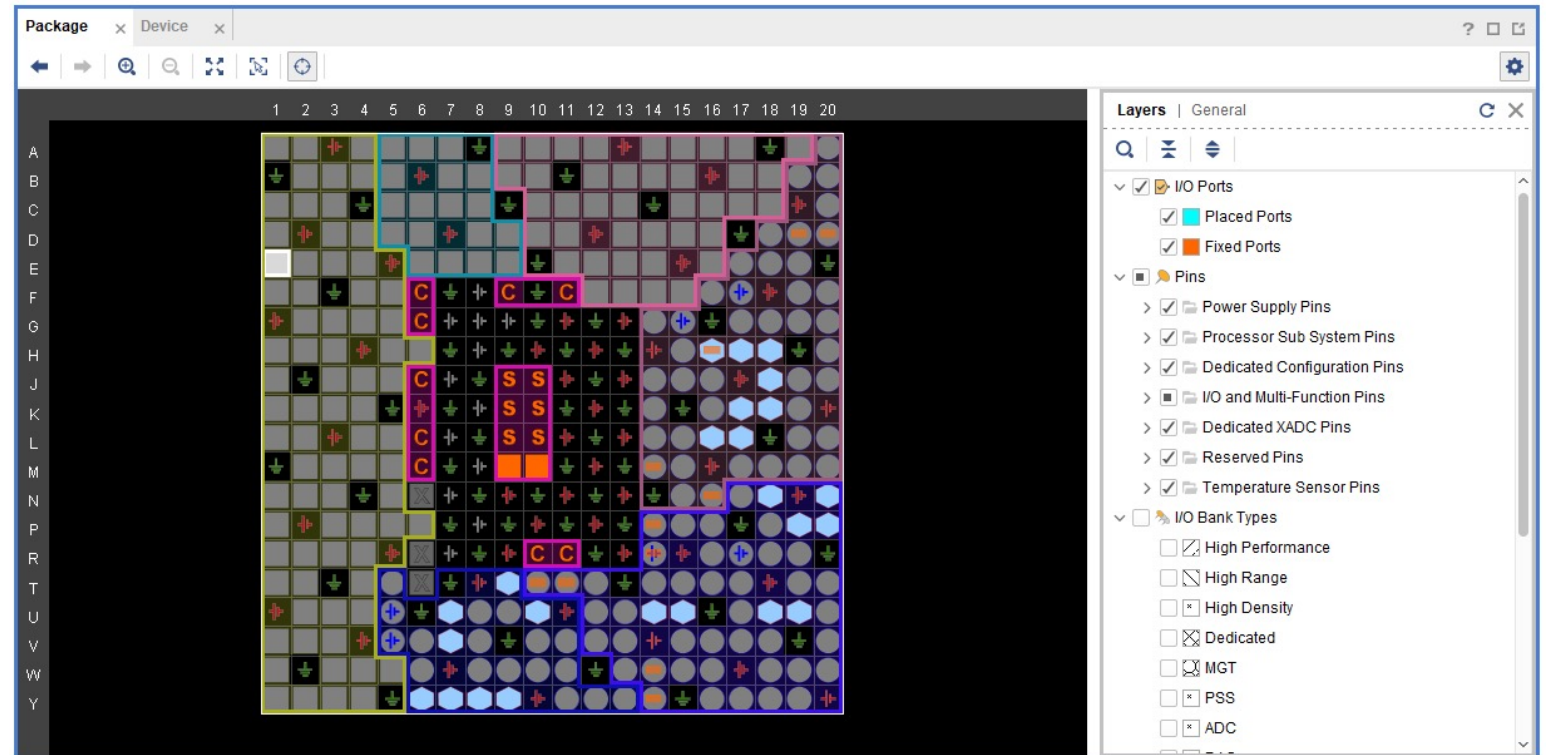 Package × Device ×
?
Layers | General
1 2 3 4 5 6 7 8 9 10 11 12 13 14 15 16 17 18 19 20
A
B
C
D
E
F C C C
G C
H
J C S S
K S S
L C S S
M C
N X
P
R X C C
T X
U
V
W
Y
I/O Ports
Placed Ports
Fixed Ports
Pins
Power Supply Pins
Processor Sub System Pins
Dedicated Configuration Pins
I/O and Multi-Function Pins
Dedicated XADC Pins
Reserved Pins
Temperature Sensor Pins
I/O Bank Types
High Performance
High Range
High Density
Dedicated
MGT
PSS
ADC